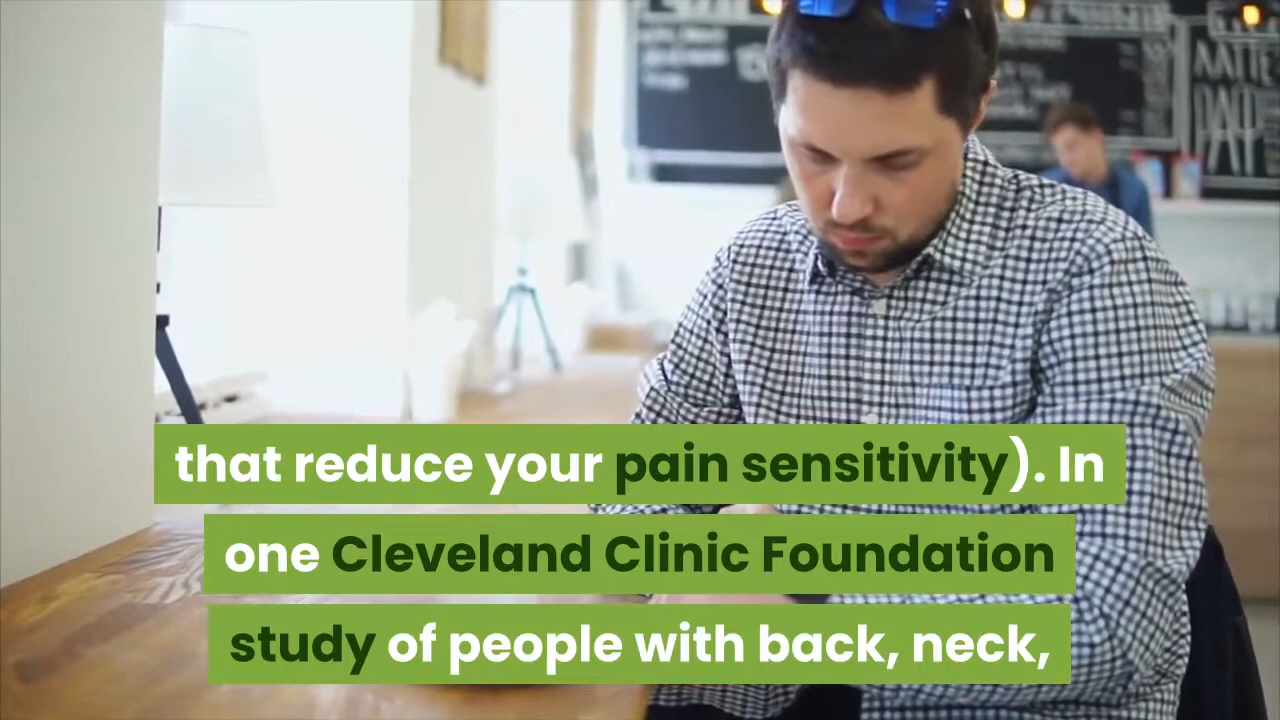 that reduce your pain sensitivity). In
one Cleveland Clinic Foundation
study of people with back, neck,